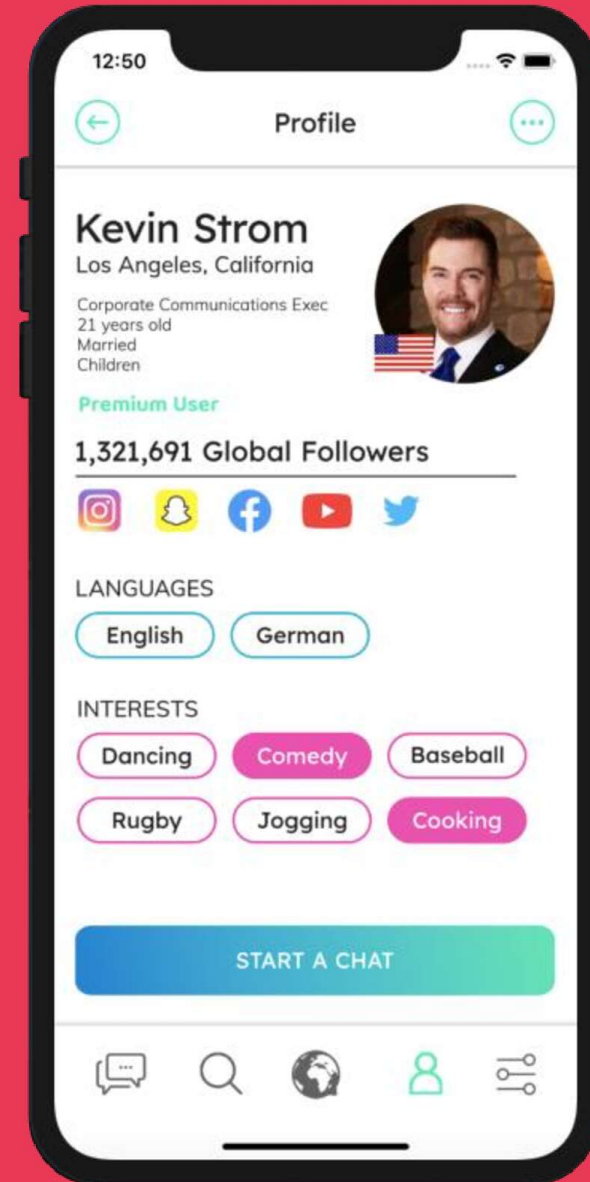 12:50
Profile
Kevin Strom
Los Angeles, California
Corporate Communications Exec
21 years old
Married
Children
Premium User
1,321,691 Global Followers
LANGUAGES
English German
INTERESTS
Dancing Comedy Baseball
Rugby Jogging Cooking
START A CHAT